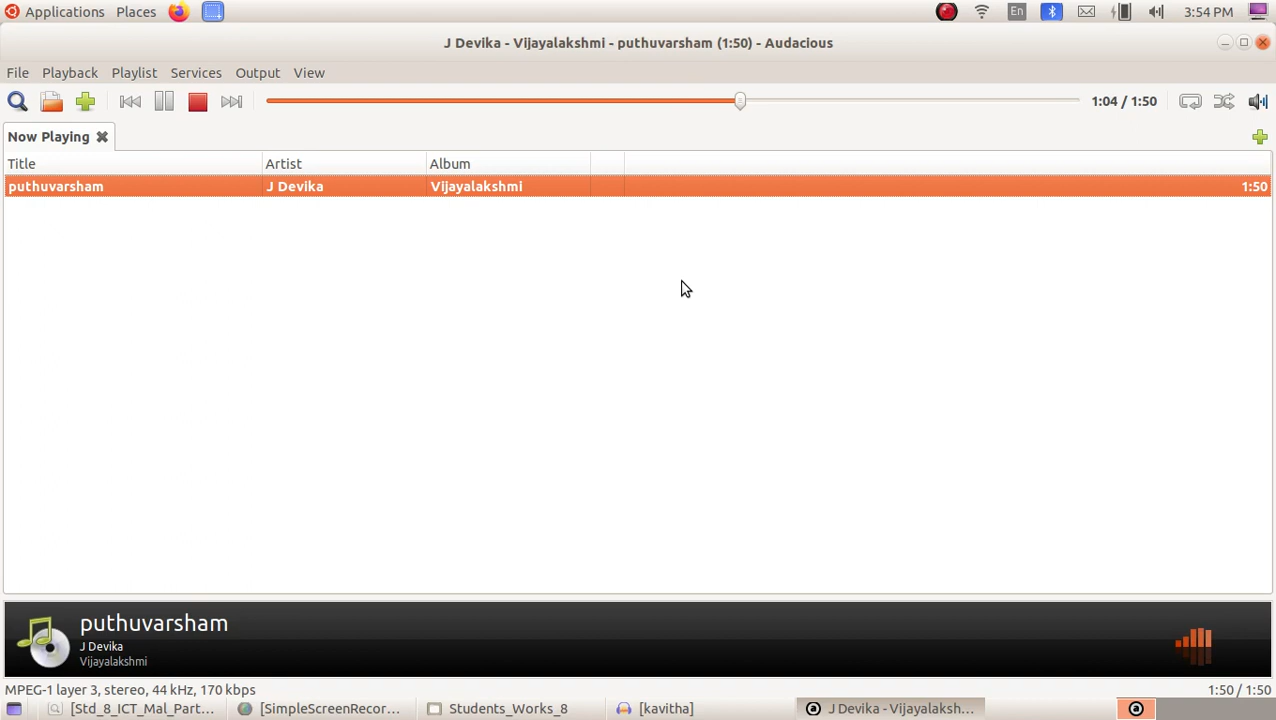 Applications Places En 3:54 PM
J Devika - Vijayalakshmi - puthuvarsham (1:50) - Audacious
File Playback Playlist Services Output View
1:04 / 1:50
Now Playing
Title Artist Album
puthuvarsham J Devika Vijayalakshmi 1:50
puthuvarsham
J Devika
Vijayalakshmi
MPEG-1 layer 3, stereo, 44 kHz, 170 kbps 1:50 / 1:50
[Std_8_ICT_Mal_Part... [SimpleScreenRecor... Students_Works_8 [kavitha] J Devika - Vijayalaksh...